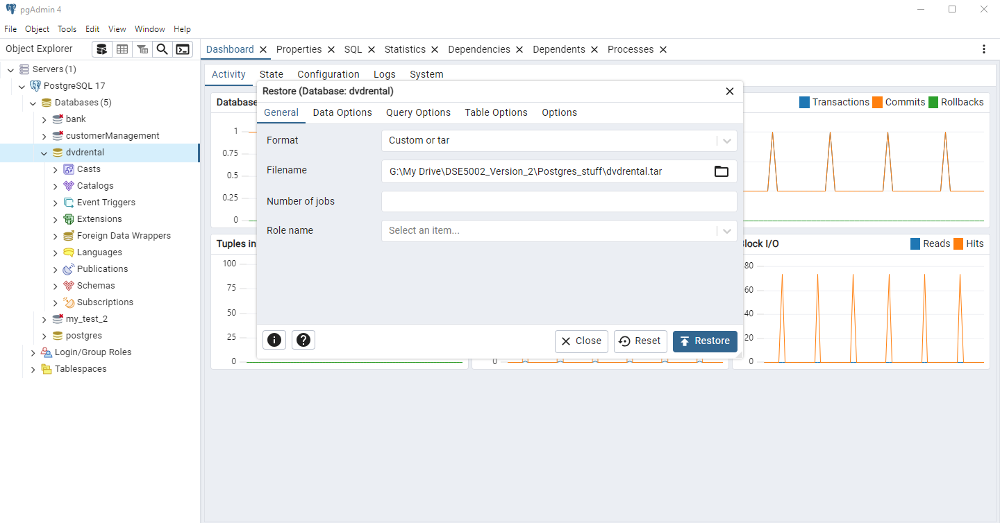 pgAdmin 4
File Object Tools Edit View Window Help
Object Explorer
Servers (1)
PostgreSQL 17
Databases (5)
bank
customerManagement
dvdrental
Casts
Catalogs
Event Triggers
Extensions
Foreign Data Wrappers
Languages
Publications
Schemas
Subscriptions
my_test_2
postgres
Login/Group Roles
Tablespaces
Dashboard Properties SQL Statistics Dependencies Dependents Processes
Activity State Configuration Logs System
Database
1
0.75
0.5
0.25
0
Transactions Commits Rollbacks
Restore (Database: dvdrental)
General Data Options Query Options Table Options Options
Format Custom or tar
Filename G:\My Drive\DSE5002_Version_2\Postgres_stuff\dvdrental.tar
Number of jobs
Role name Select an item...
Close Reset Restore
Tuples in
100
75
50
25
0
0
Block I/O Reads Hits
80
60
40
20
0